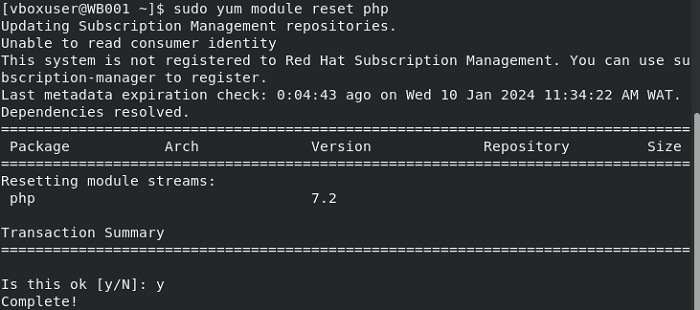 [vboxuser@WB001 ~]$ sudo yum module reset php
Updating Subscription Management repositories.
Unable to read consumer identity
This system is not registered to Red Hat Subscription Management. You can use su
bscription-manager to register.
Last metadata expiration check: 0:04:43 ago on Wed 10 Jan 2024 11:34:22 AM WAT.
Dependencies resolved.
================================================================================
 Package           Arch             Version             Repository         Size
================================================================================
Resetting module streams:
 php                                7.2
Transaction Summary
================================================================================
Is this ok [y/N]: y
Complete!